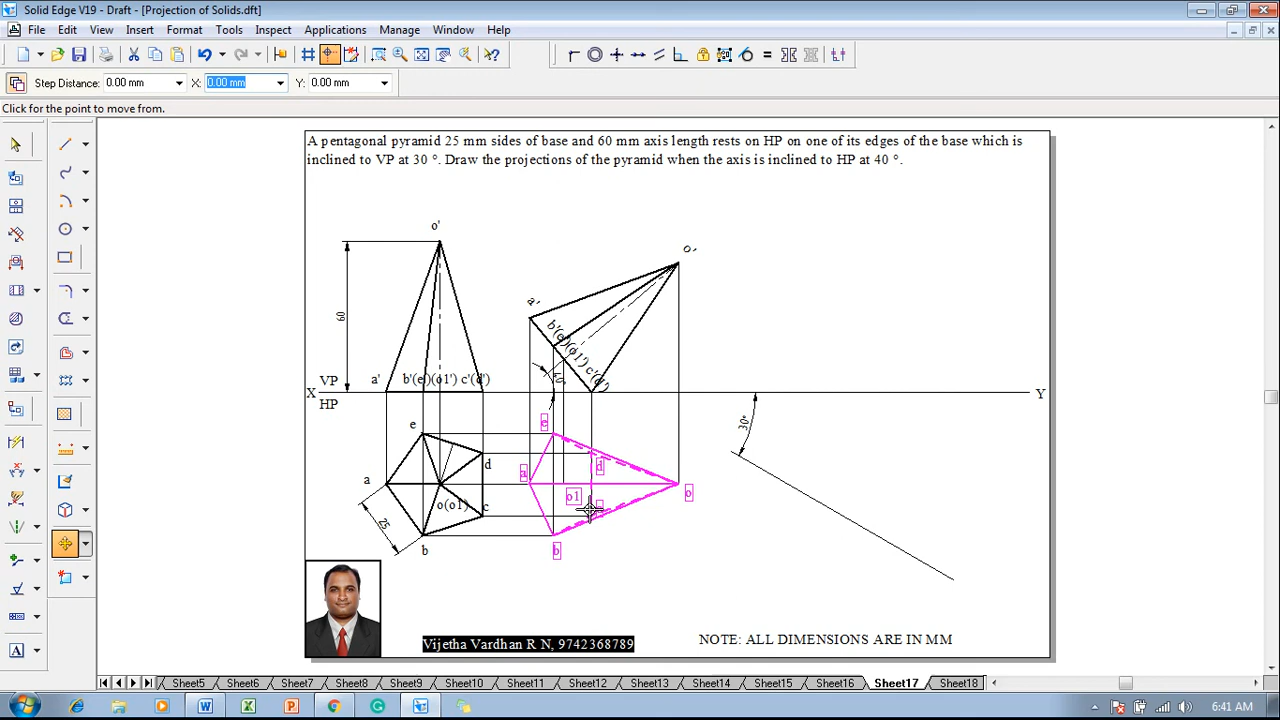 Solid Edge V19 - Draft - [Projection of Solids.dft]
File Edit View Insert Format Tools Inspect Applications Manage Window Help
Step Distance: 0.00 mm X: 0.00 mm Y: 0.00 mm
Click for the point to move from.
A pentagonal pyramid 25 mm sides of base and 60 mm axis length rests on HP on one of its edges of the base which is
inclined to VP at 30 °. Draw the projections of the pyramid when the axis is inclined to HP at 40 °.
o'
o'
a'
60
b'(e')(o1') c'(d')
40°
VP a' b'(e')(o1') c'(d')
X Y
HP
30°
e e
d d
a a
o1 o
o(o1) c
25
b b
Vijetha Vardhan R N, 9742368789
NOTE: ALL DIMENSIONS ARE IN MM
Sheet5 Sheet6 Sheet7 Sheet8 Sheet9 Sheet10 Sheet11 Sheet12 Sheet13 Sheet14 Sheet15 Sheet16 Sheet17 Sheet18
6:41 AM